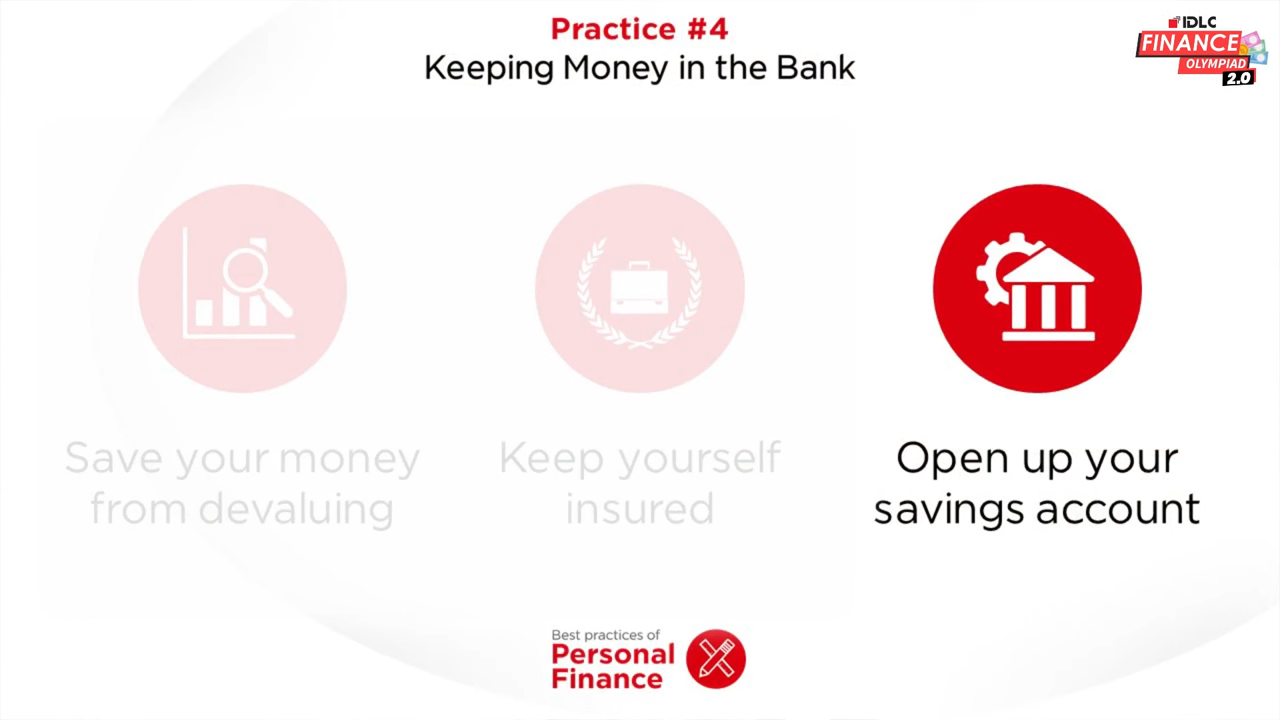 Practice #4
Keeping Money in the Bank
IDLC
FINANCE
OLYMPIAD
2.0
Save your money
from devaluing
Keep yourself
insured
Open up your
savings account
Best practices of
Personal
Finance